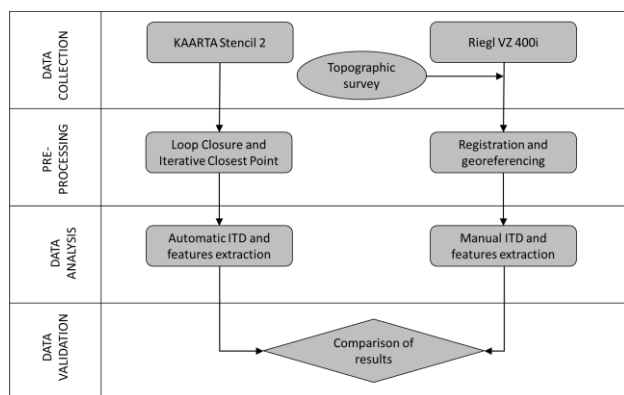 DATA
COLLECTION
KAARTA Stencil 2
Riegl VZ 400i
Topographic
survey
PRE-
PROCESSING
Loop Closure and
Iterative Closest Point
Registration and
georeferencing
DATA
ANALYSIS
Automatic ITD and
features extraction
Manual ITD and
features extraction
DATA
VALIDATION
Comparison of
results